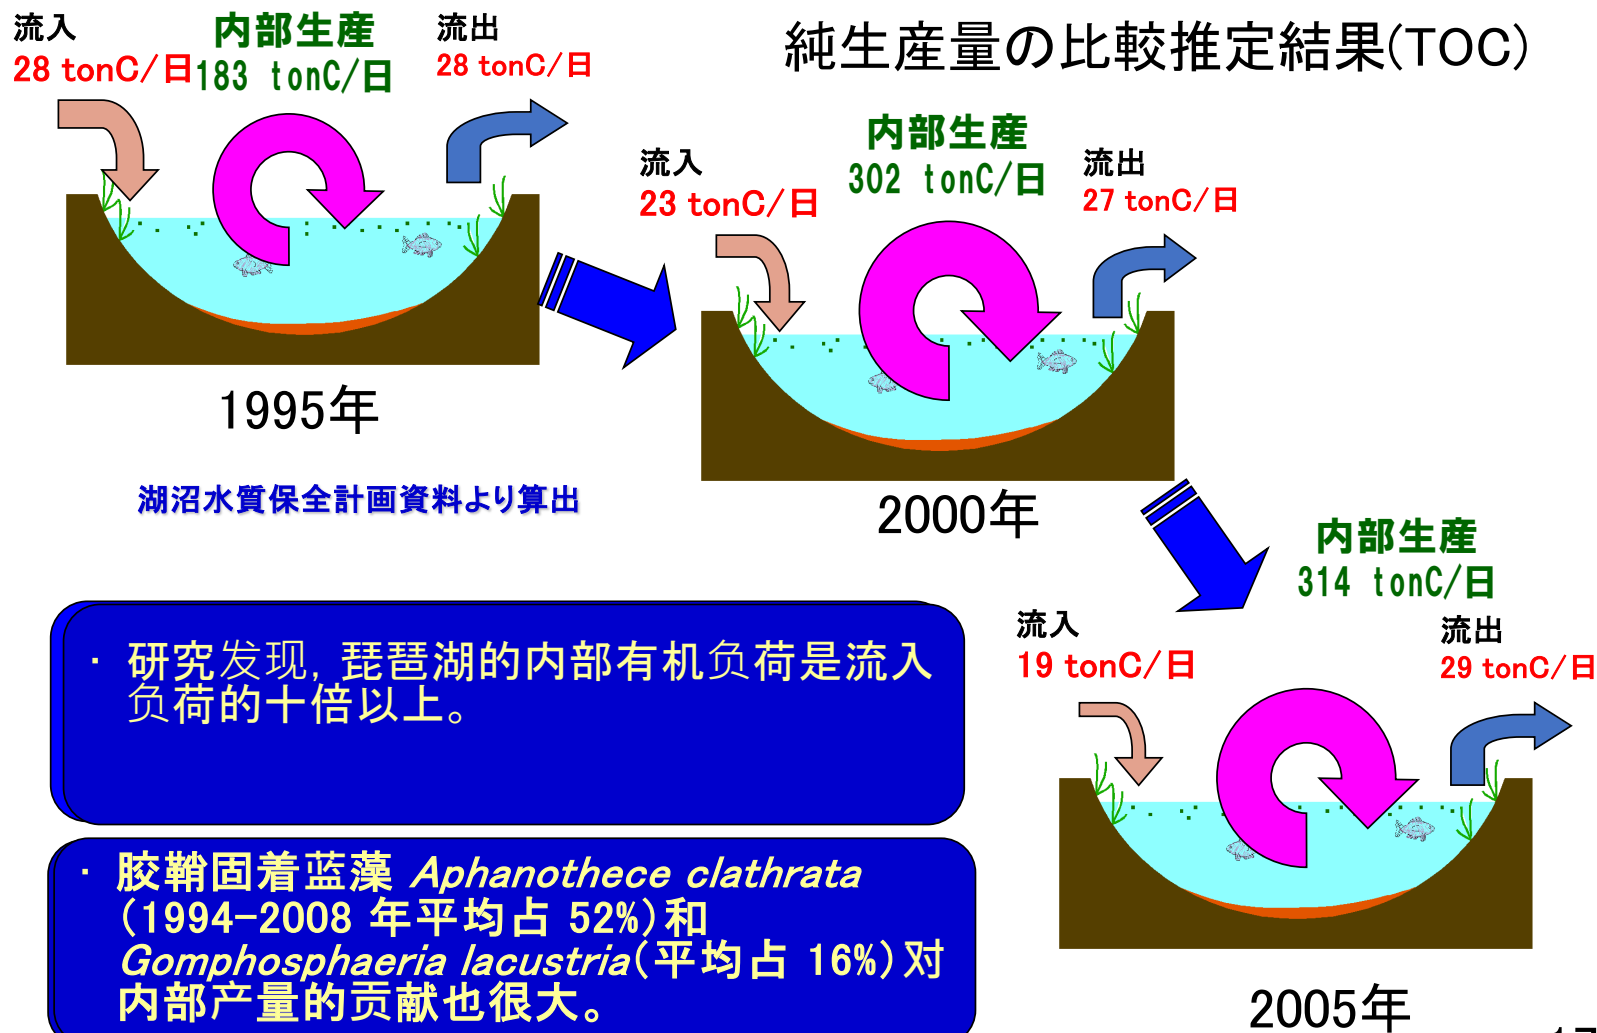 純生産量の比較推定結果(TOC)
流入
28 tonC/日
内部生産
183 tonC/日
流出
28 tonC/日
1995年
流入
23 tonC/日
内部生産
302 tonC/日
流出
27 tonC/日
2000年
湖沼水質保全計画資料より算出
流入
19 tonC/日
内部生産
314 tonC/日
流出
29 tonC/日
2005年
· 研究发现, 琵琶湖的内部有机负荷是流入
负荷的十倍以上。
· 胶鞘固着蓝藻 Aphanothece clathrata
(1994-2008 年平均占 52%)和
Gomphosphaeria lacustria(平均占 16%)对
内部产量的贡献也很大。